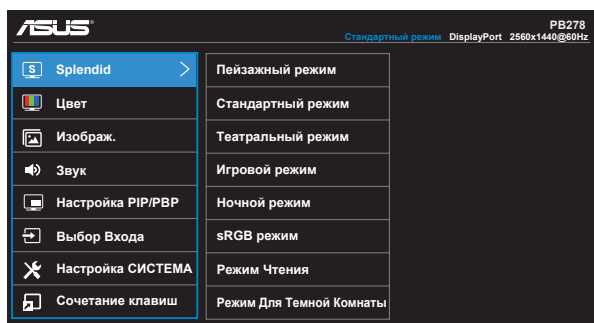 ASUS
PB278
Стандартный режим DisplayPort 2560x1440@60Hz
S Splendid
Цвет
Изображ.
Звук
Настройка PIP/PBP
Выбор Входа
Настройка СИСТЕМА
Сочетание клавиш
Пейзажный режим
Стандартный режим
Театральный режим
Игровой режим
Ночной режим
sRGB режим
Режим Чтения
Режим Для Темной Комнаты